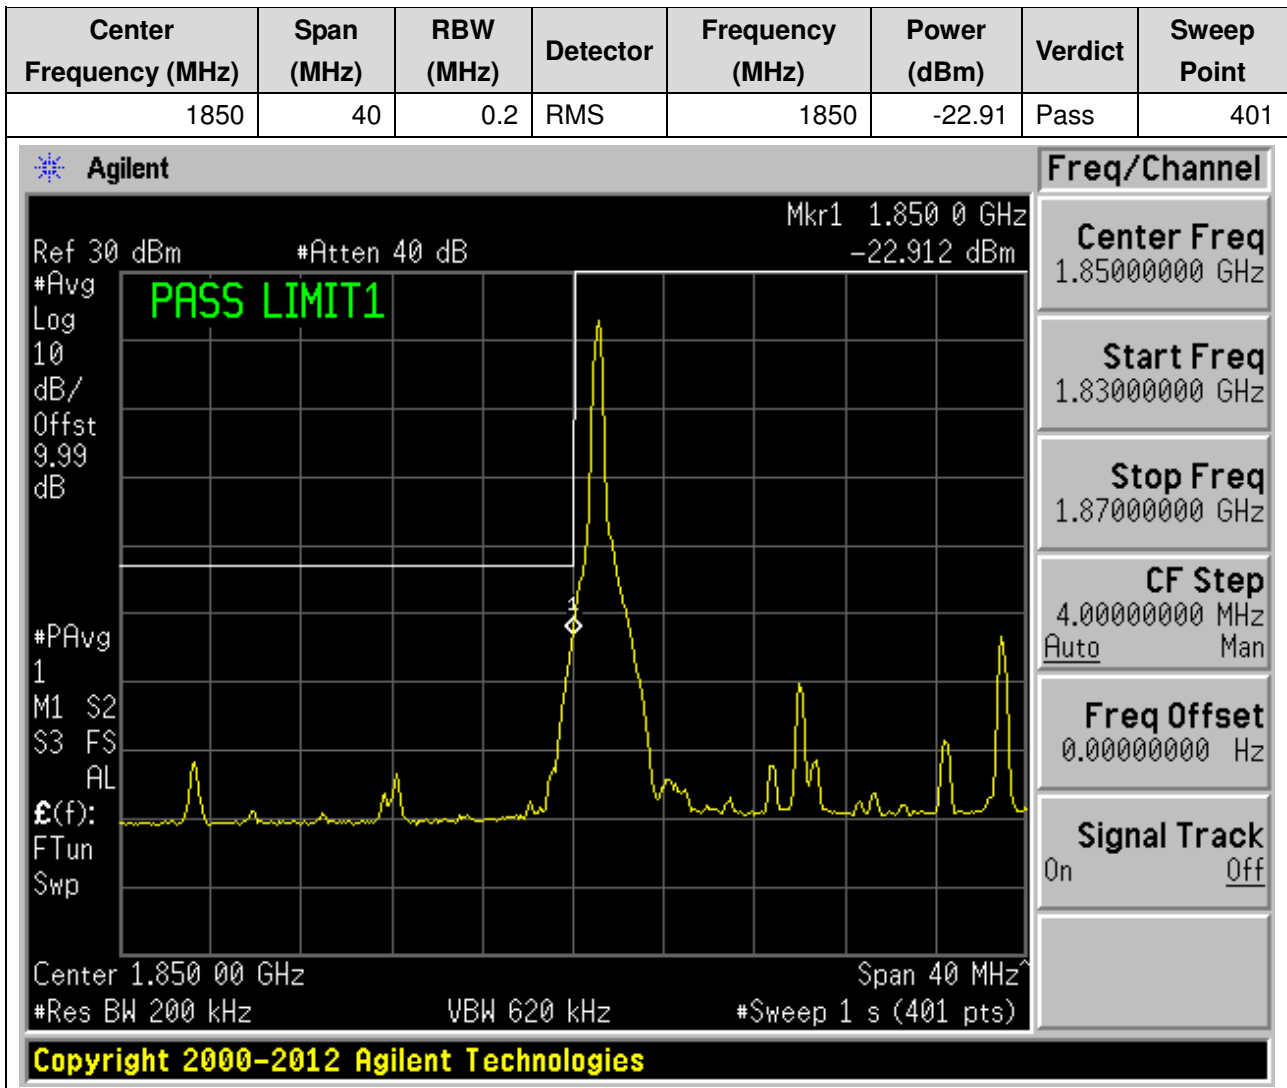 Center Frequency (MHz) Span (MHz) RBW (MHz) Detector Frequency (MHz) Power (dBm) Verdict Sweep Point
1850 40 0.2 RMS 1850 -22.91 Pass 401
Agilent
Freq/Channel
Mkr1 1.850 0 GHz
Ref 30 dBm #Atten 40 dB -22.912 dBm
#Avg
Log
10
dB/
Offst
9.99
dB
PASS LIMIT1
1
#PAvg
1
M1 S2
S3 FS
AL
£(f):
FTun
Swp
Center 1.850 00 GHz Span 40 MHz^
#Res BW 200 kHz VBW 620 kHz #Sweep 1 s (401 pts)
Center Freq
1.85000000 GHz
Start Freq
1.83000000 GHz
Stop Freq
1.87000000 GHz
CF Step
4.00000000 MHz
Auto Man
Freq Offset
0.00000000 Hz
Signal Track
On Off
Copyright 2000-2012 Agilent Technologies